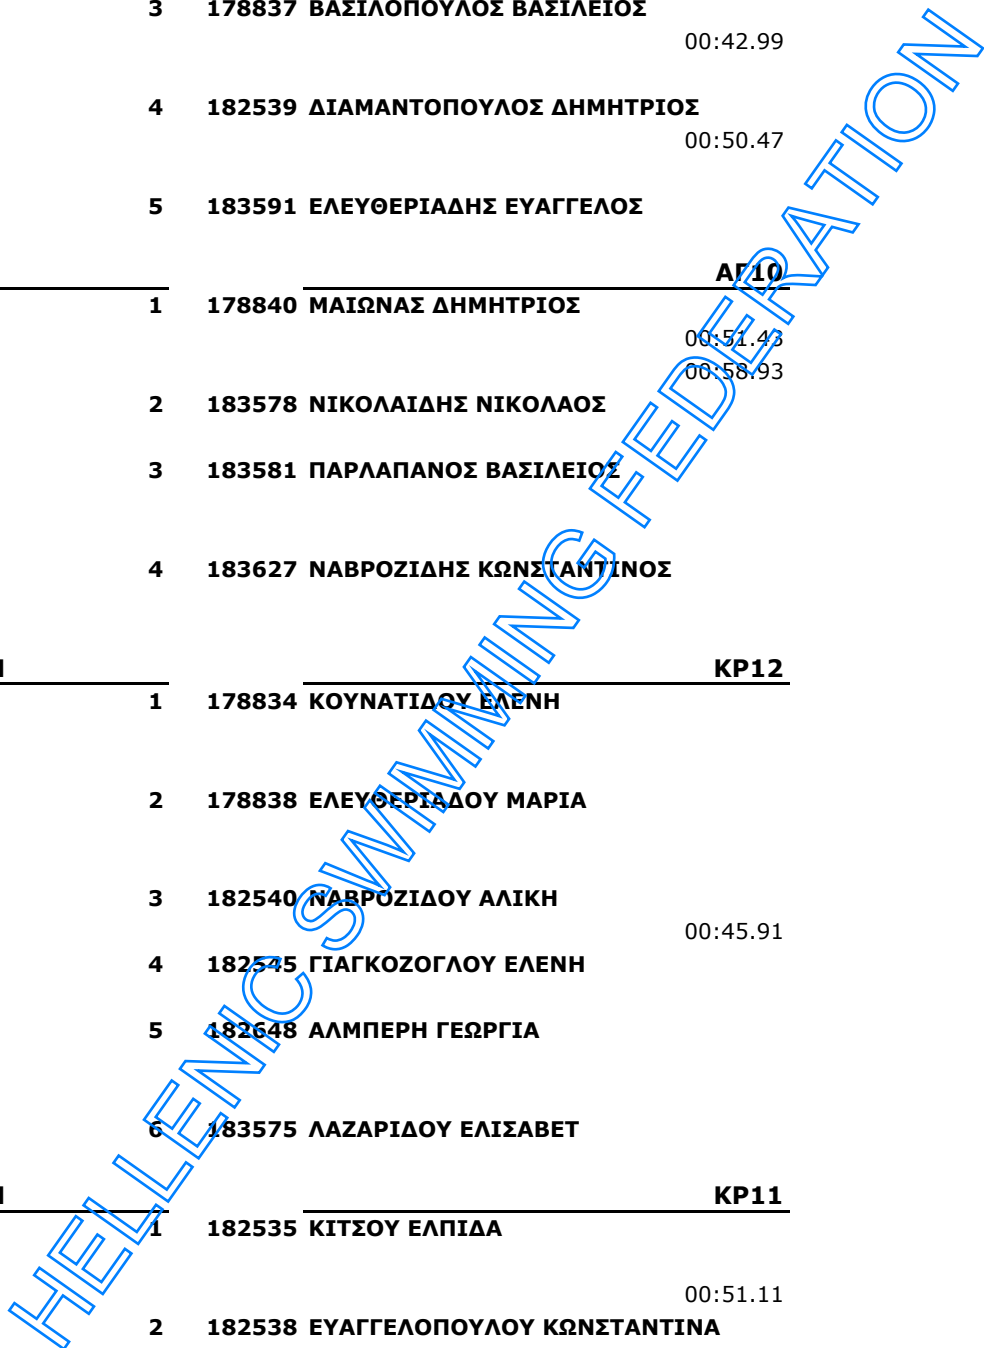 3 178837 ΒΑΣΙΛΟΠΟΥΛΟΣ ΒΑΣΙΛΕΙΟΣ
00:42.99
4 182539 ΔΙΑΜΑΝΤΟΠΟΥΛΟΣ ΔΗΜΗΤΡΙΟΣ
00:50.47
5 183591 ΕΛΕΥΘΕΡΙΑΔΗΣ ΕΥΑΓΓΕΛΟΣ
ΑΓ10
1 178840 ΜΑΙΩΝΑΣ ΔΗΜΗΤΡΙΟΣ
00:51.43
00:58.93
2 183578 ΝΙΚΟΛΑΙΔΗΣ ΝΙΚΟΛΑΟΣ
3 183581 ΠΑΡΛΑΠΑΝΟΣ ΒΑΣΙΛΕΙΟΣ
4 183627 ΝΑΒΡΟΖΙΔΗΣ ΚΩΝΣΤΑΝΤΙΝΟΣ
ΚΡ12
1 178834 ΚΟΥΝΑΤΙΔΟΥ ΕΛΕΝΗ
2 178838 ΕΛΕΥΘΕΡΙΑΔΟΥ ΜΑΡΙΑ
3 182540 ΝΑΒΡΟΖΙΔΟΥ ΑΛΙΚΗ
00:45.91
4 182545 ΓΙΑΓΚΟΖΟΓΛΟΥ ΕΛΕΝΗ
5 182648 ΑΛΜΠΕΡΗ ΓΕΩΡΓΙΑ
6 183575 ΛΑΖΑΡΙΔΟΥ ΕΛΙΣΑΒΕΤ
ΚΡ11
1 182535 ΚΙΤΣΟΥ ΕΛΠΙΔΑ
00:51.11
2 182538 ΕΥΑΓΓΕΛΟΠΟΥΛΟΥ ΚΩΝΣΤΑΝΤΙΝΑ
HELLENIC SWIMMING FEDERATION